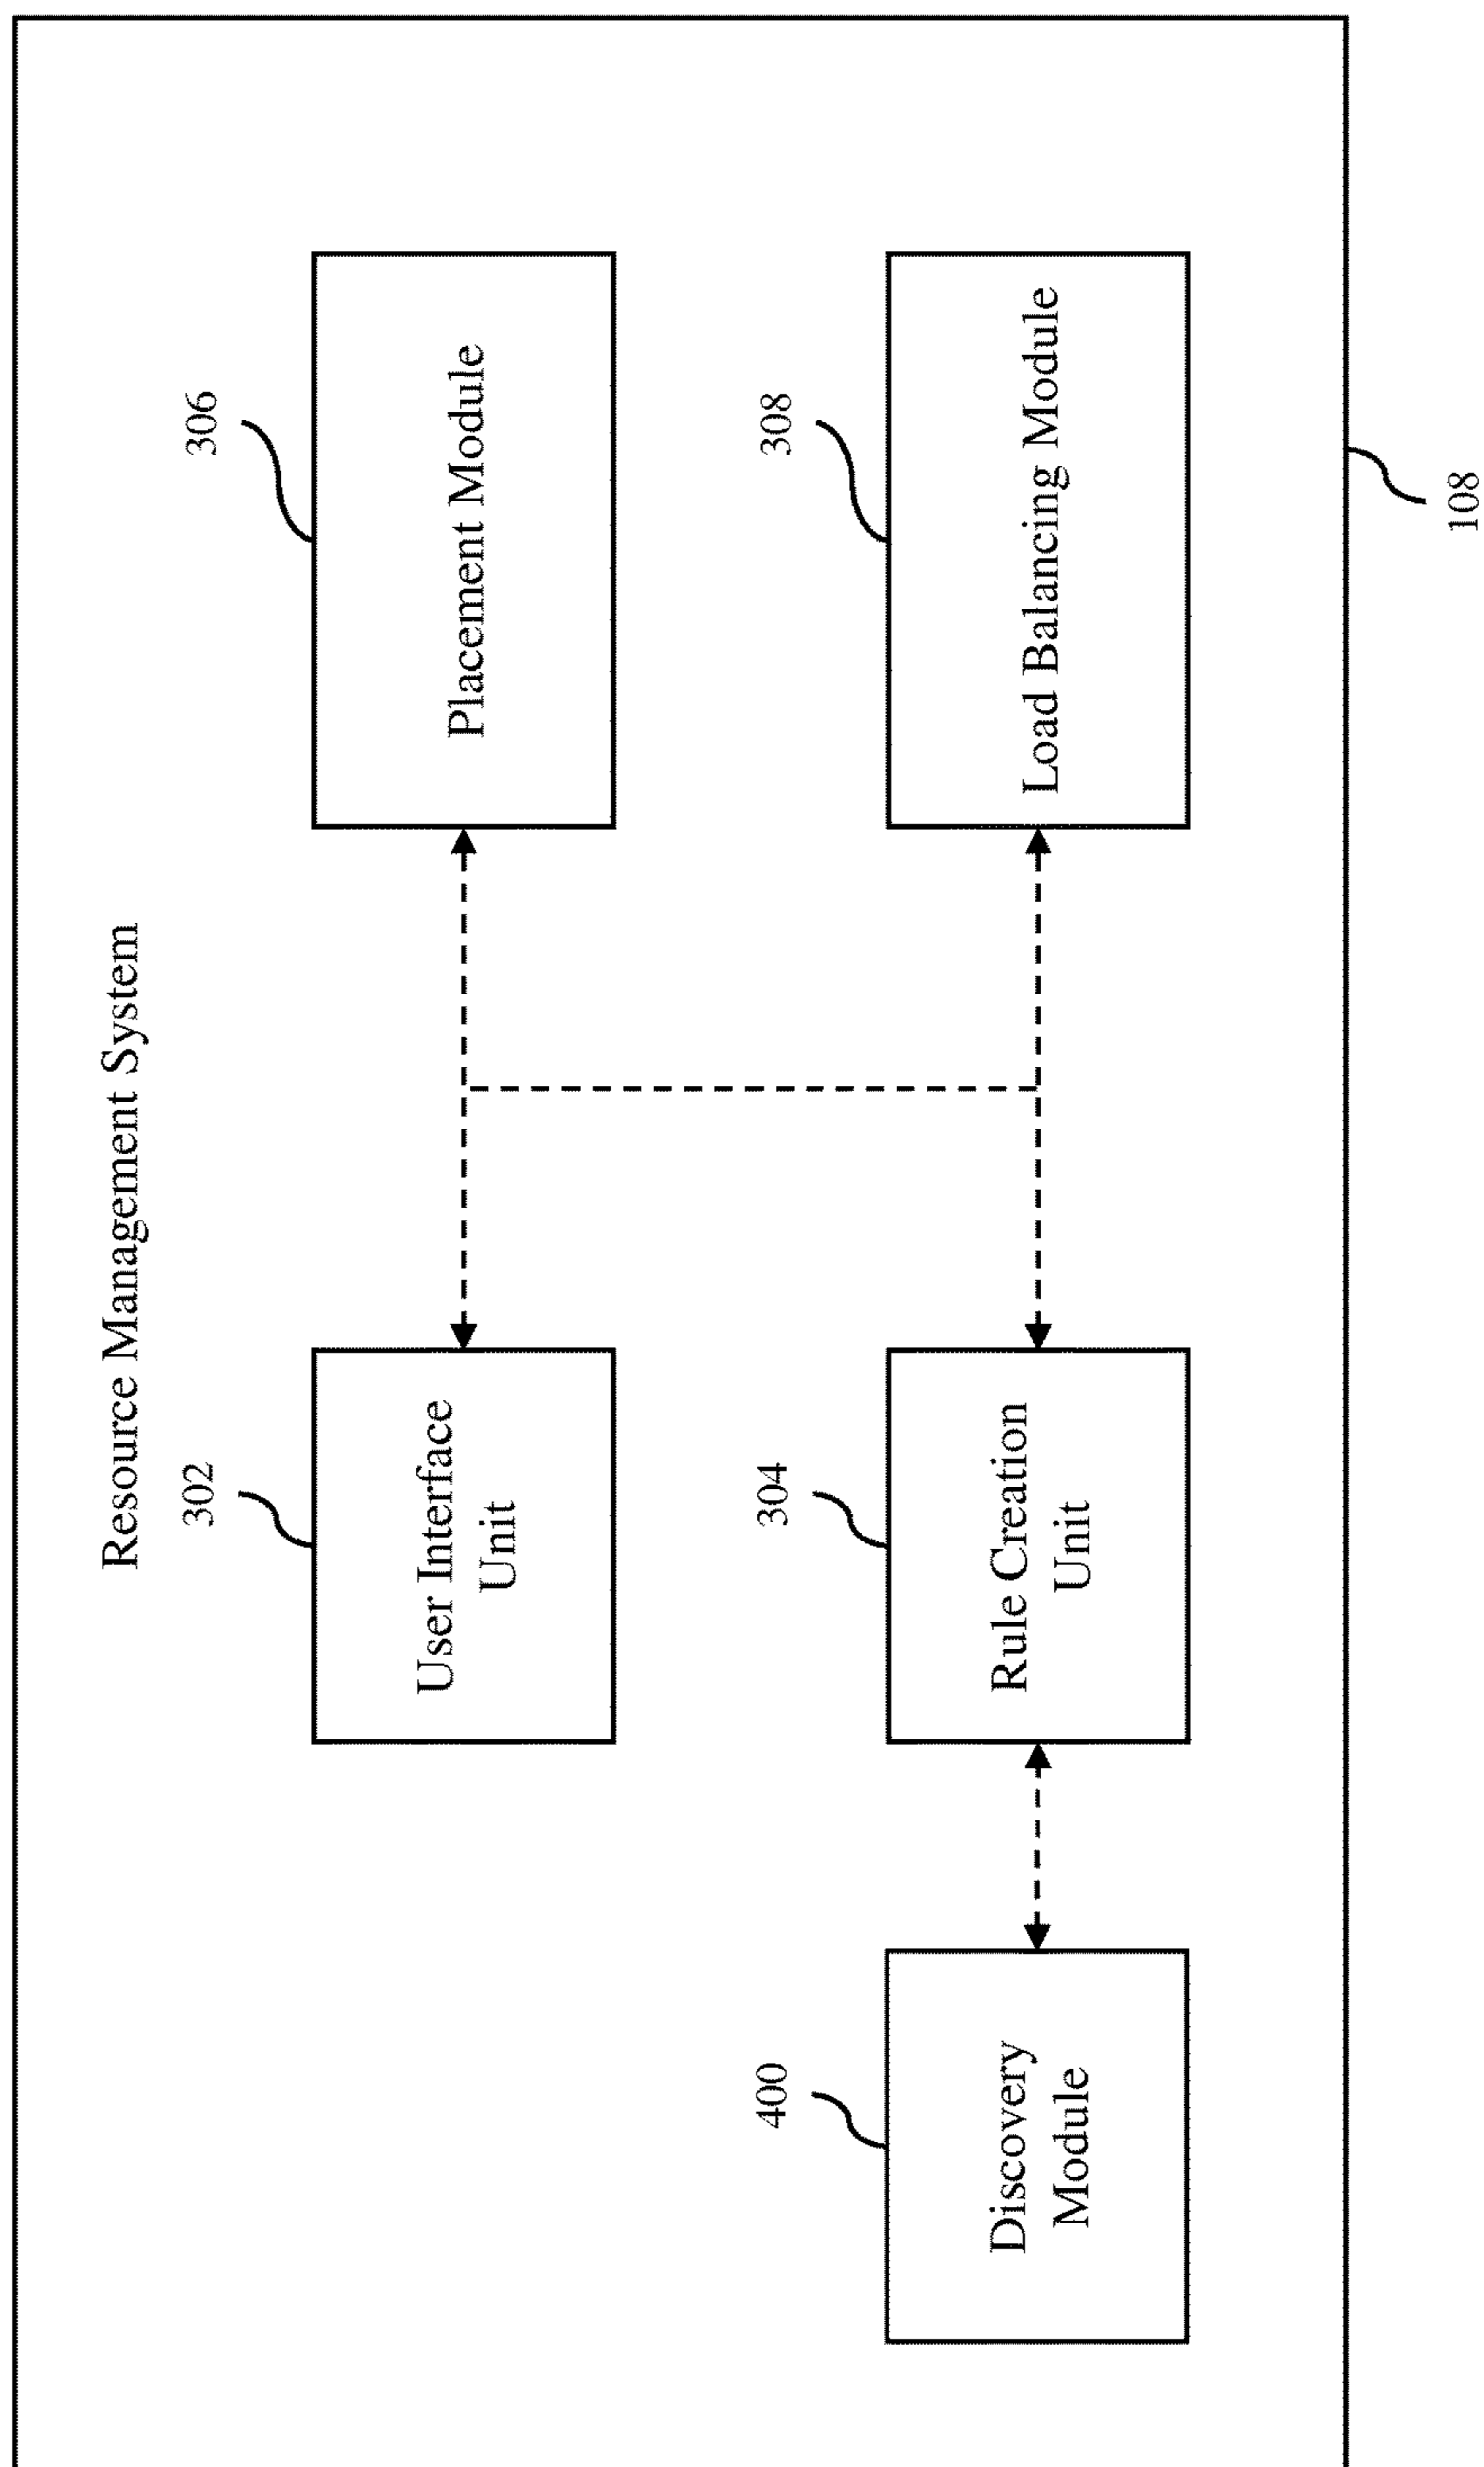 Resource Management System
302
User Interface
Unit
306
Placement Module
400
Discovery
Module
304
Rule Creation
Unit
308
Load Balancing Module
108